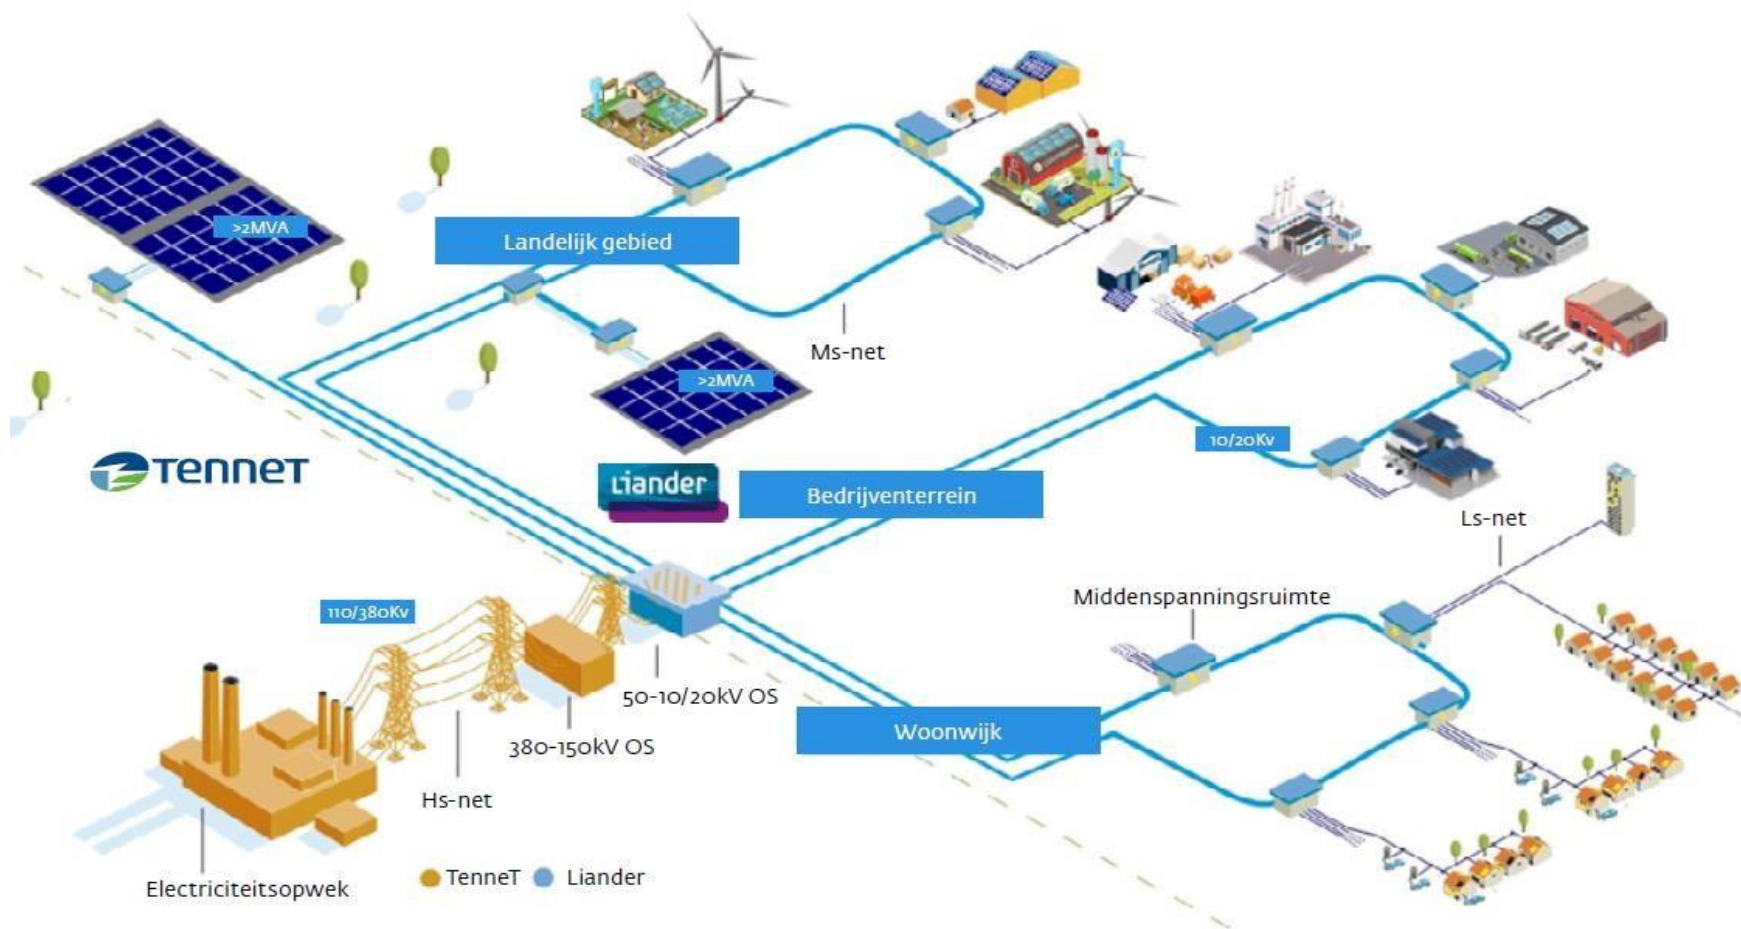 >2MVA
Landelijk gebied
Ms-net
>2MVA
10/20Kv
TenneT
Liander
Bedrijventerrein
Ls-net
Middenspanningsruimte
110/380Kv
50-10/20kV OS
380-150kV OS
Woonwijk
Hs-net
Electriciteitsopwek
TenneT
Liander